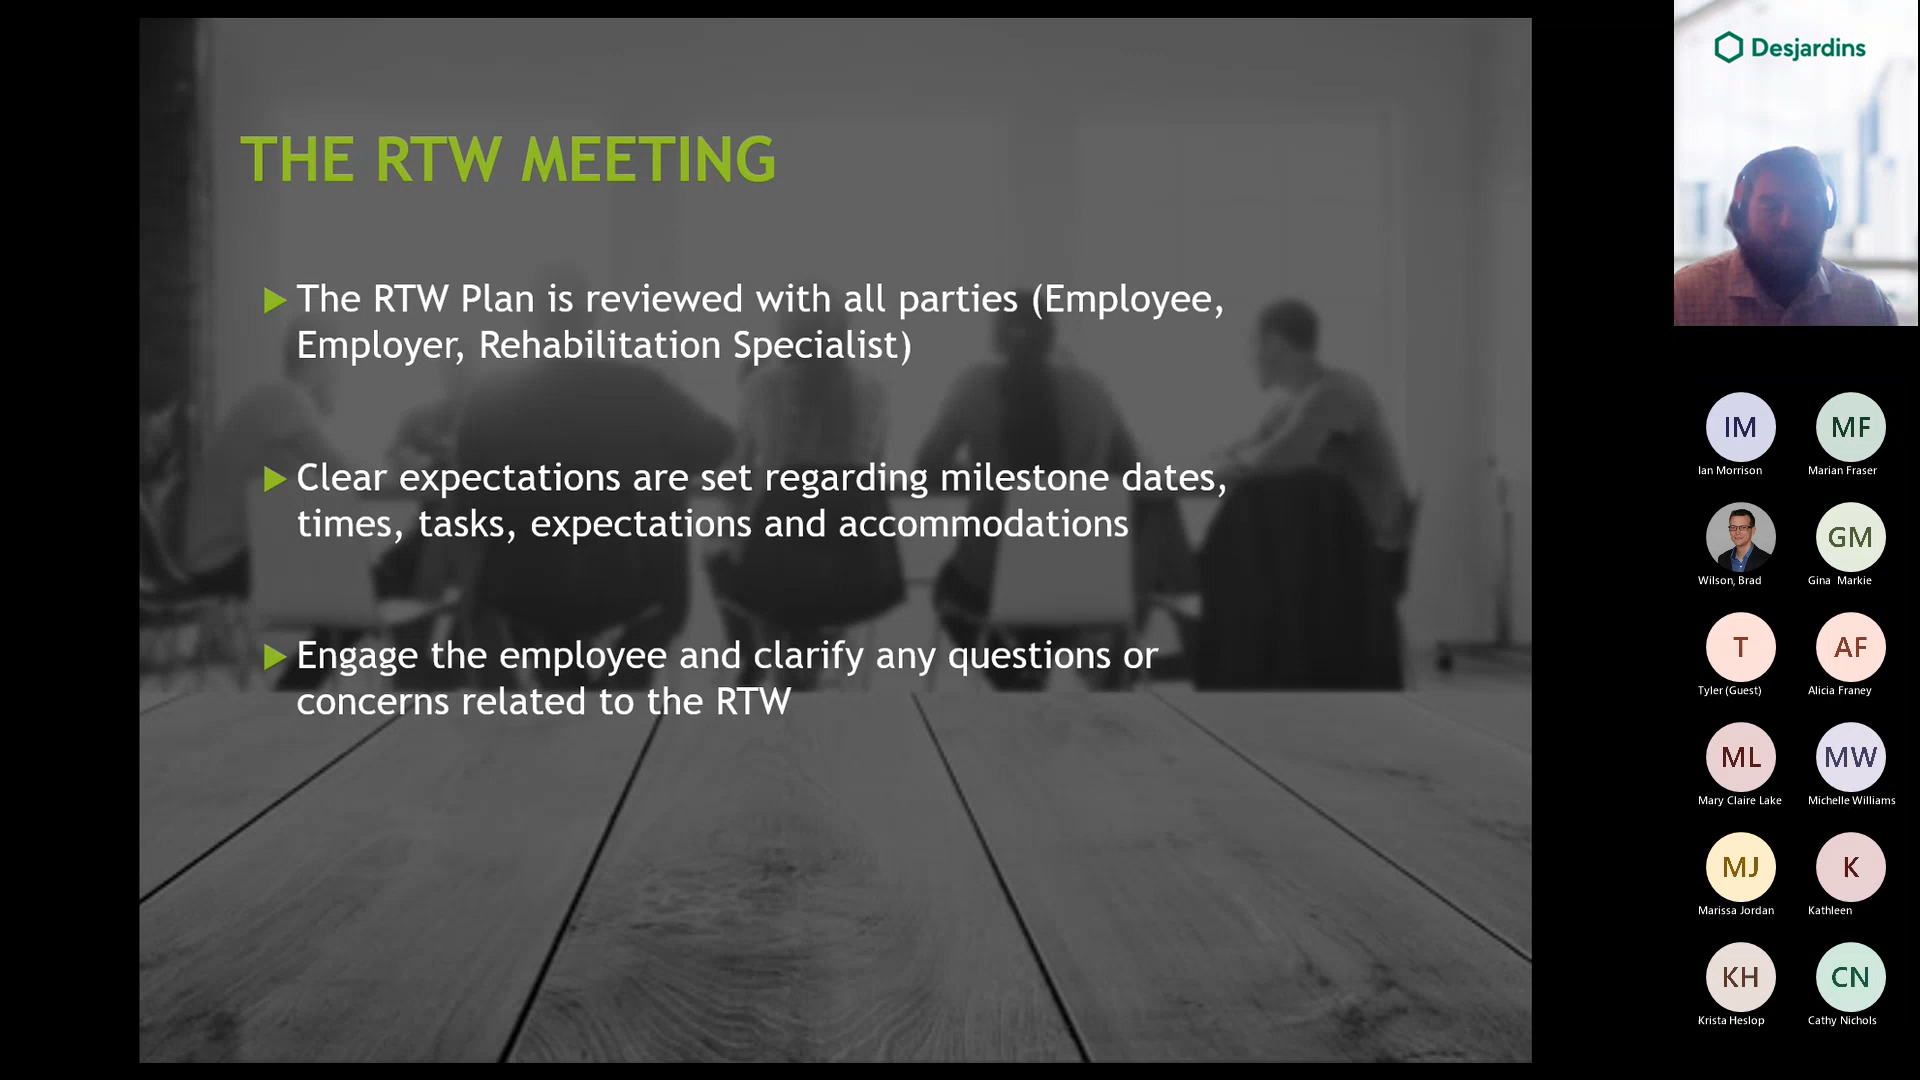 THE RTW MEETING
The RTW Plan is reviewed with all parties (Employee,
Employer, Rehabilitation Specialist)
Clear expectations are set regarding milestone dates,
times, tasks, expectations and accommodations
Engage the employee and clarify any questions or
concerns related to the RTW
Desjardins
IM
MF
Ian Morrison
Marian Fraser
GM
Wilson, Brad
Gina Markie
T
AF
Tyler (Guest)
Alicia Franey
ML
MW
Mary Claire Lake
Michelle Williams
MJ
K
Marissa Jordan
Kathleen
KH
CN
Krista Heslop
Cathy Nichols